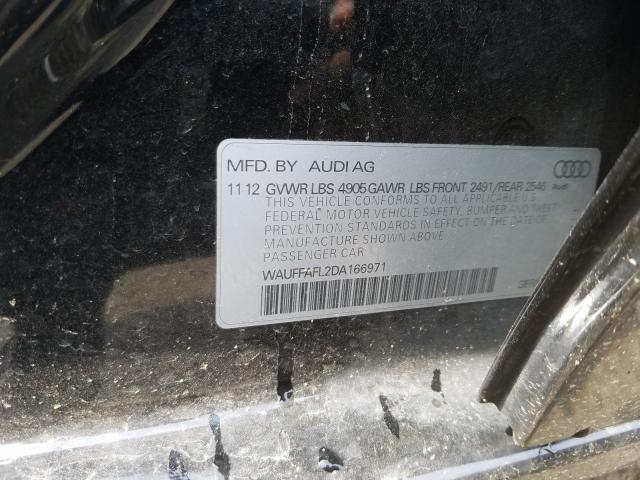 MFD. BY AUDI AG
11 12 GVWR LBS 4905 GAWR LBS FRONT 2491/REAR 2546 Audi
THIS VEHICLE CONFORMS TO ALL APPLICABLE U.S.
FEDERAL MOTOR VEHICLE SAFETY, BUMPER AND THEFT
PREVENTION STANDARDS IN EFFECT ON THE DATE OF
MANUFACTURE SHOWN ABOVE
PASSENGER CAR
WAUFFAFL2DA166971